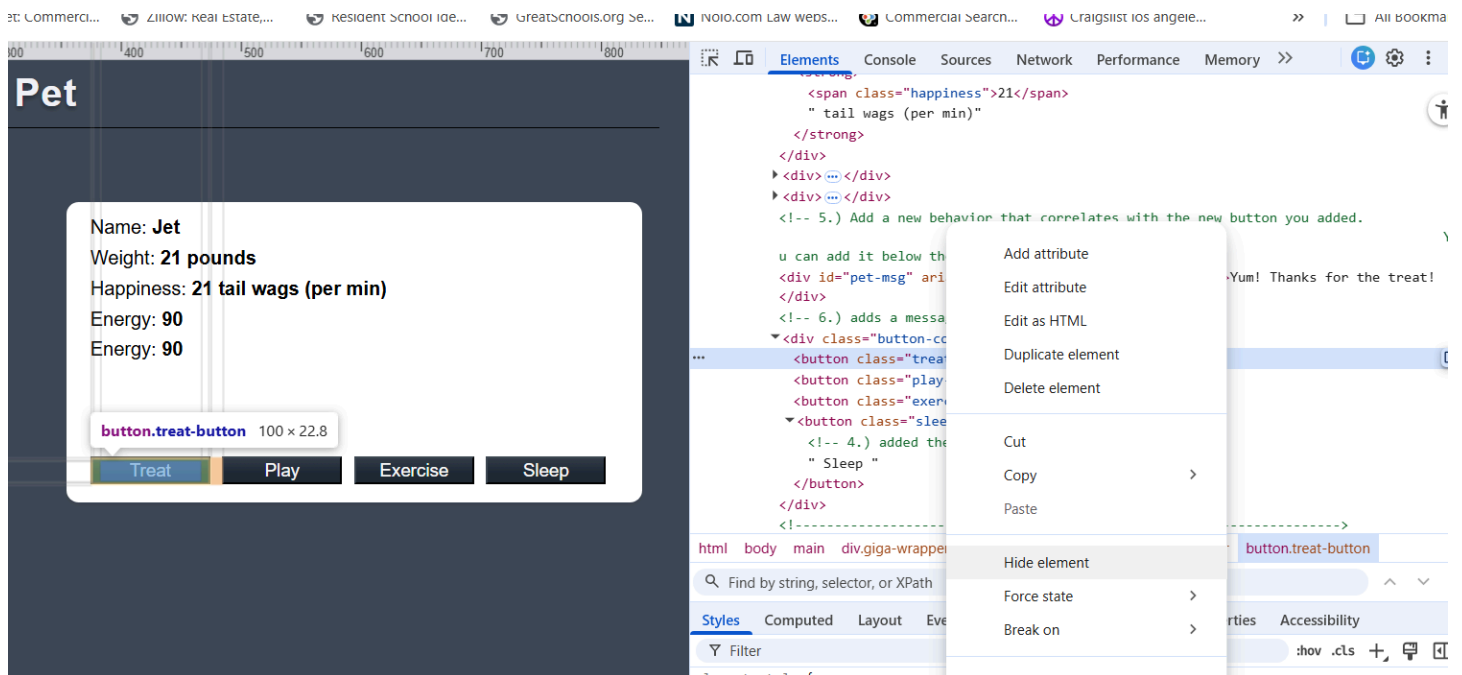 et: Commerci... Zillow: Real Estate,... Resident School Ide... GreatSchools.org Se... Nolo.com Law webs... Commercial Search... Craigslist los angele... » All Bookma
300 400 500 600 700 800
Pet
Name: Jet
Weight: 21 pounds
Happiness: 21 tail wags (per min)
Energy: 90
Energy: 90
button.treat-button 100 × 22.8
Treat Play Exercise Sleep
Elements Console Sources Network Performance Memory
<strong>
<span class="happiness">21</span>
" tail wags (per min)"
</strong>
</div>
<div>…</div>
<div>…</div>
<!-- 5.) Add a new behavior that correlates with the new button you added.
u can add it below th
<div id="pet-msg" ari >Yum! Thanks for the treat!
</div>
<!-- 6.) adds a messa
<div class="button-co
<button class="treat
<button class="play-
<button class="exerc
<button class="slee
<!-- 4.) added the
" Sleep "
</button>
</div>
<!-- -->
html body main div.giga-wrapper button.treat-button
Find by string, selector, or XPath
Styles Computed Layout Eve rties Accessibility
Filter :hov .cls
Add attribute
Edit attribute
Edit as HTML
Duplicate element
Delete element
Cut
Copy
Paste
Hide element
Force state
Break on